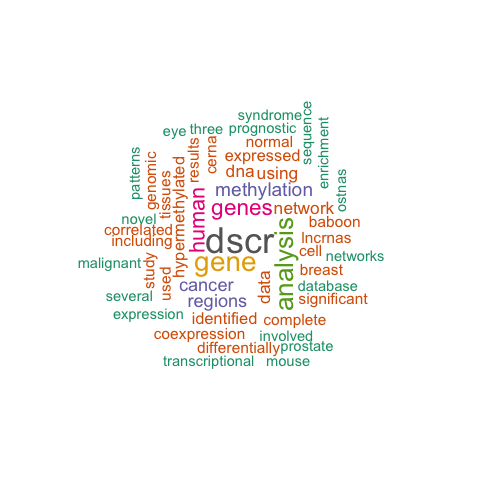 syndrome
eye three prognostic
sequence
normal
results
cerna
expressed
enrichment
patterns
genomic
tissues
hypermethylated
dna using
ostnas
methylation
human
genes network
novel
baboon
correlated
dscr
analysis
lncrnas
including
cell networks
malignant
study
used
gene
data
breast
cancer
database
several
regions
significant
expression
identified complete
coexpression
involved
differentially prostate
transcriptional mouse